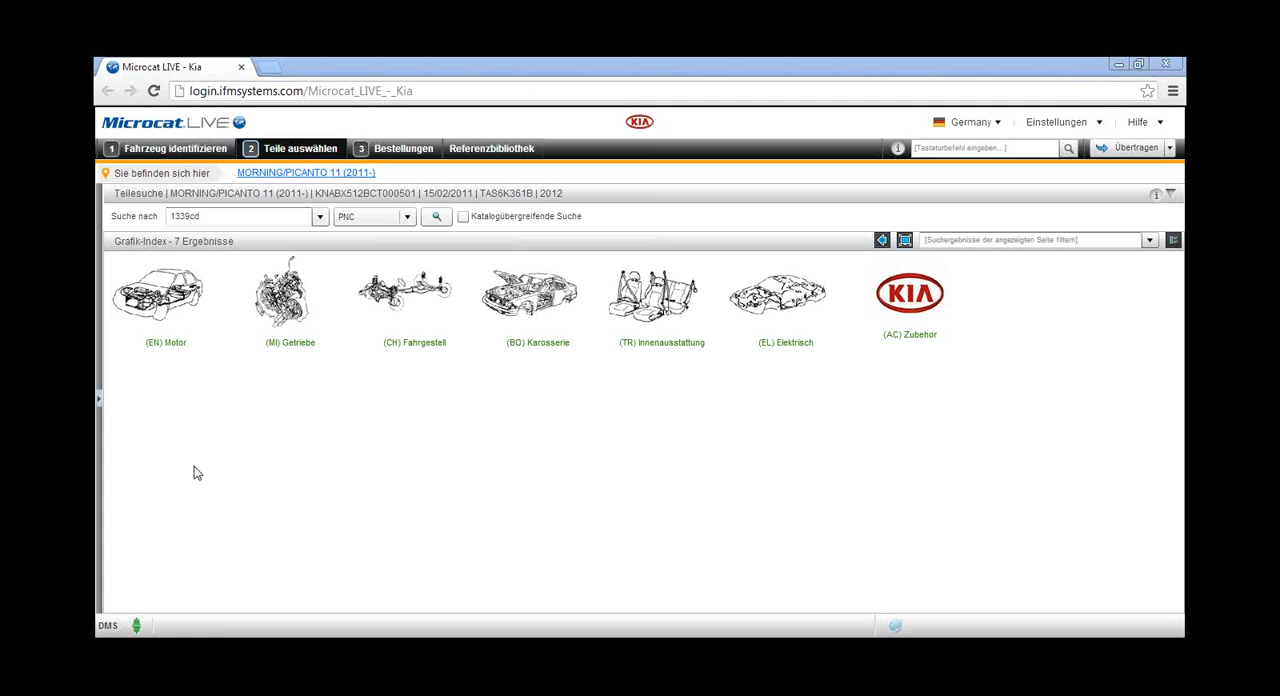 Microcat LIVE - Kia
login.ifmsystems.com/Microcat_LIVE_-_Kia
Microcat.LIVE KIA Germany Einstellungen Hilfe
1 Fahrzeug identifizieren 2 Teile auswählen 3 Bestellungen Referenzbibliothek [Tastaturbefehl eingeben...] Übertragen
Sie befinden sich hier MORNING/PICANTO 11 (2011-)
Teilesuche | MORNING/PICANTO 11 (2011-) | KNABX512BCT000501 | 15/02/2011 | TAS6K361B | 2012
Suche nach 1339cd PNC Katalogübergreifende Suche
Grafik-Index - 7 Ergebnisse [Suchergebnisse der angezeigten Seite filtern]
KIA
(EN) Motor (MI) Getriebe (CH) Fahrgestell (BO) Karosserie (TR) Innenausstattung (EL) Elektrisch (AC) Zubehor
DMS